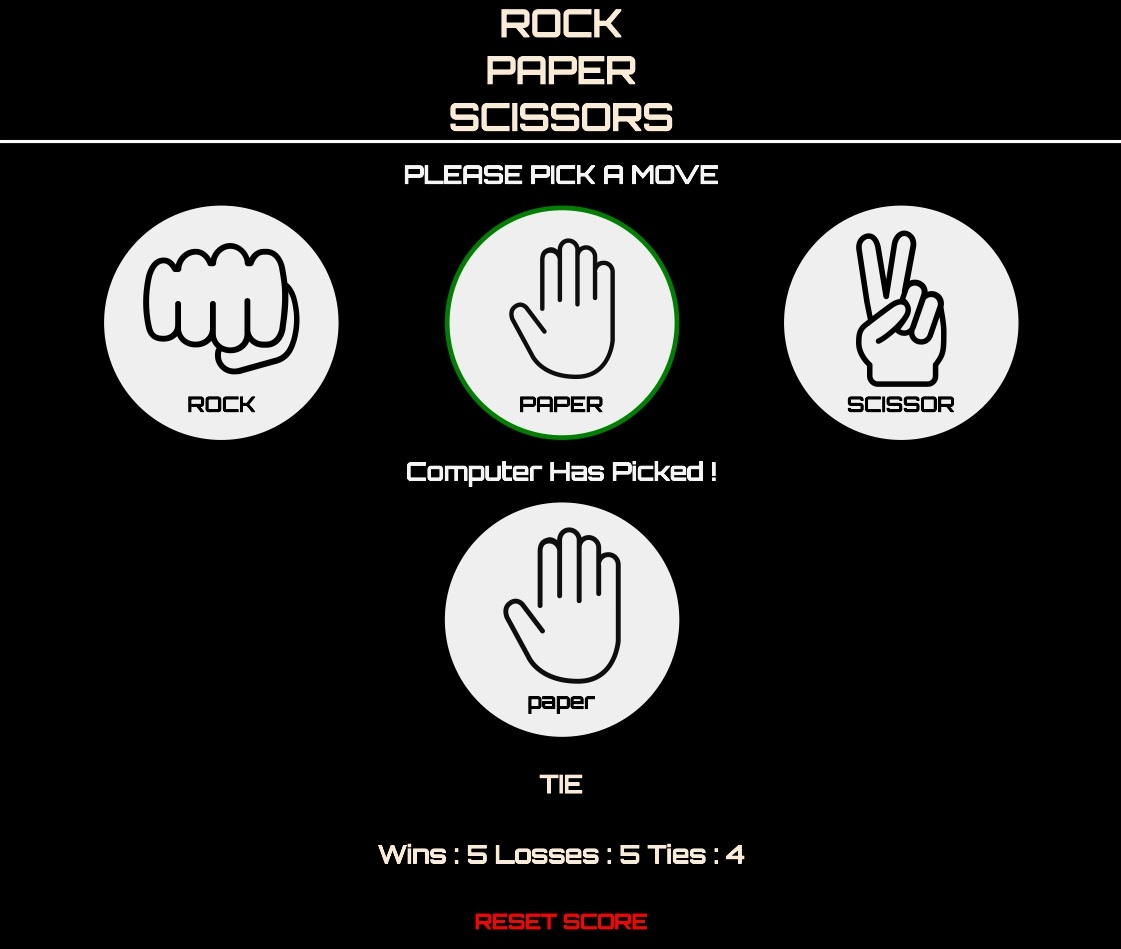 ROCK
PAPER
SCISSORS
PLEASE PICK A MOVE
ROCK
PAPER
SCISSOR
Computer Has Picked !
paper
TIE
Wins : 5 Losses : 5 Ties : 4
RESET SCORE